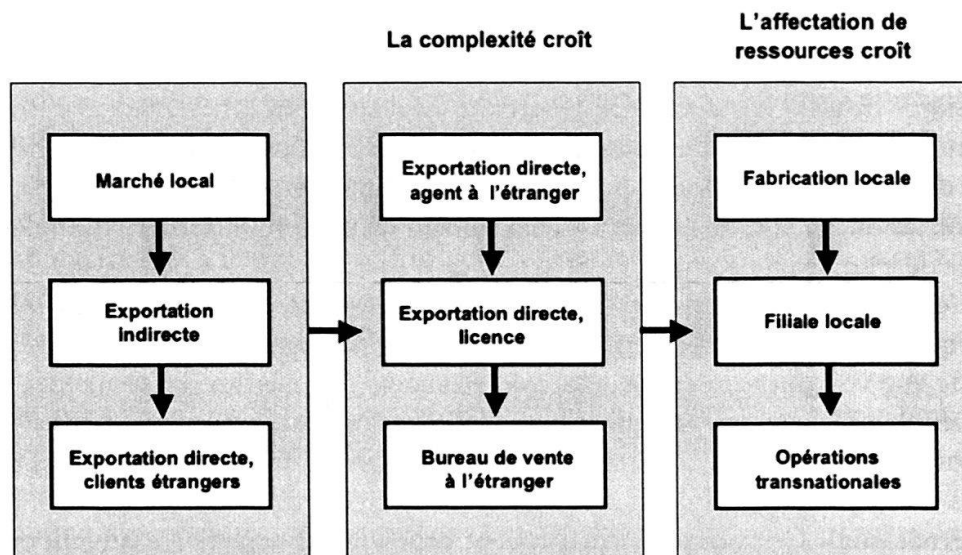 La complexité croît
L'affectation de
ressources croît
Marché local
Exportation
indirecte
Exportation directe,
clients étrangers
Exportation directe,
agent à l'étranger
Exportation directe,
licence
Bureau de vente
à l'étranger
Fabrication locale
Filiale locale
Opérations
transnationales